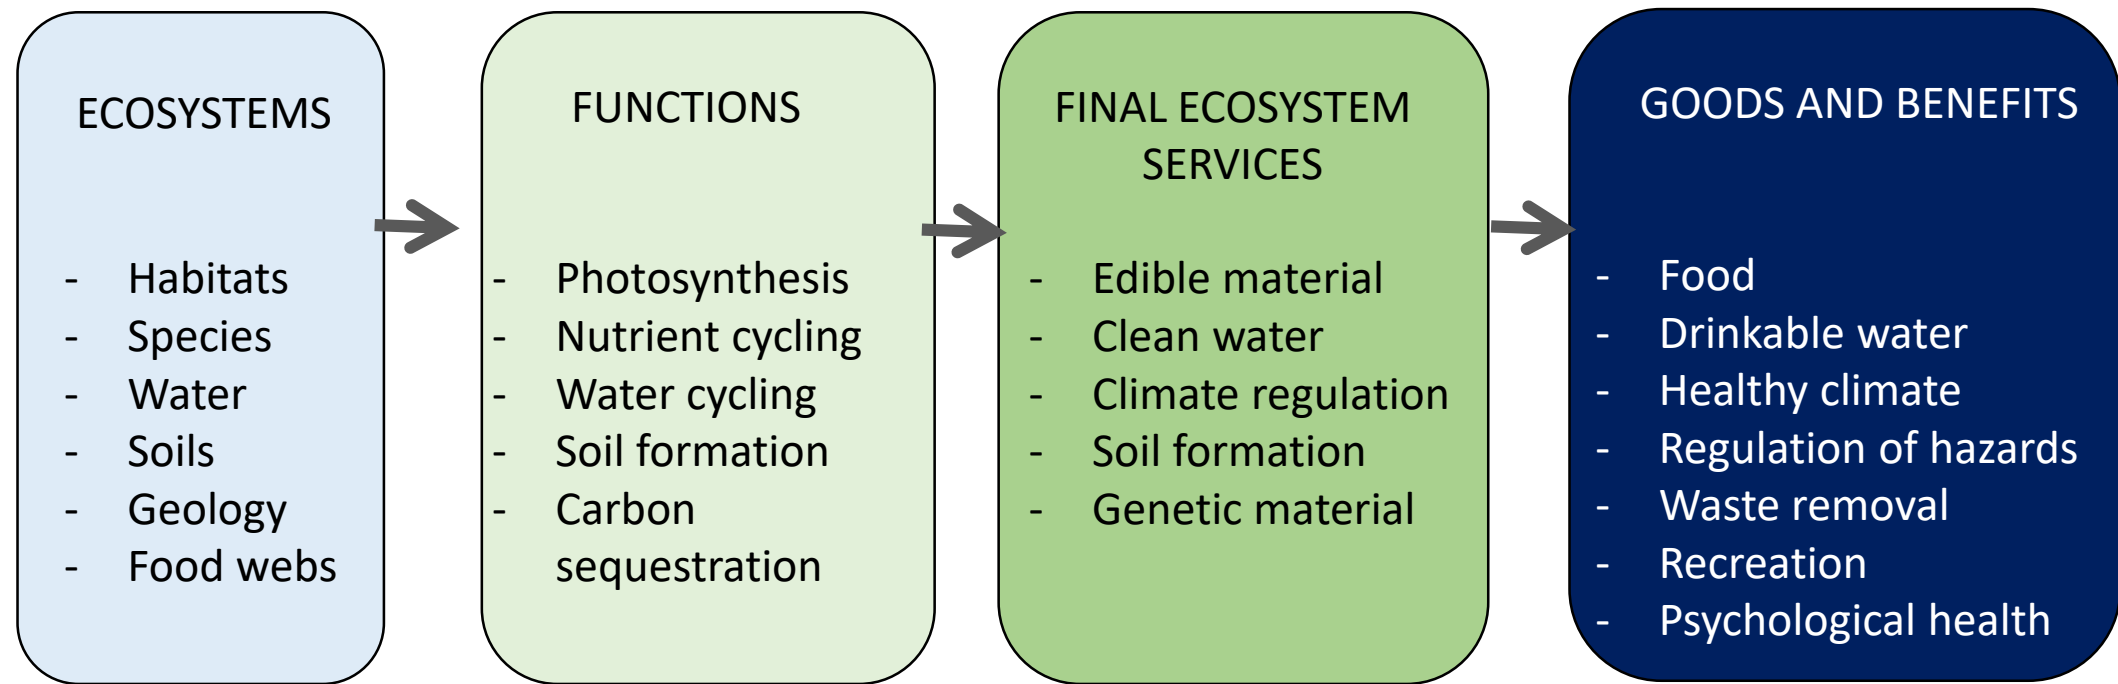 ECOSYSTEMS
- Habitats
- Species
- Water
- Soils
- Geology
- Food webs
FUNCTIONS
- Photosynthesis
- Nutrient cycling
- Water cycling
- Soil formation
- Carbon
sequestration
FINAL ECOSYSTEM
SERVICES
- Edible material
- Clean water
- Climate regulation
- Soil formation
- Genetic material
GOODS AND BENEFITS
- Food
- Drinkable water
- Healthy climate
- Regulation of hazards
- Waste removal
- Recreation
- Psychological health